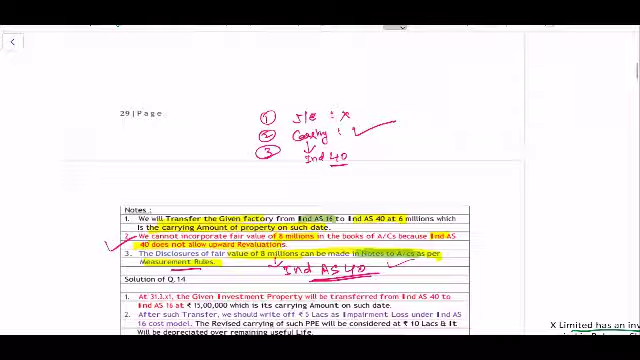 29 | P a g e
① J/E : x
② Carrying : ✓
③ Ind 40
Notes:
1. We will Transfer the Given factory from Ind AS 16 to Ind AS 40 at 6 millions which
is the carrying Amount of property on such date.
2. We cannot incorporate fair value of 8 millions in the books of A/Cs because Ind AS
40 does not allow upward Revaluations.
3. The Disclosures of fair value of 8 millions can be made in Notes to A/cs as per
Measurement Rules.
Ind AS 40
Solution of Q.14
1. At 31.3.x1, the Given Investment Property will be transferred from Ind AS 40 to
Ind AS 16 at ₹ 15,00,000 which is its carrying Amount on such date.
2. After such Transfer, we should write off ₹ 5 Lacs as Impairment Loss under Ind AS
16 cost model. The Revised carrying of such PPE will be considered at ₹ 10 Lacs & It
Will be depreciated over remaining useful Life.
X Limited has an inv